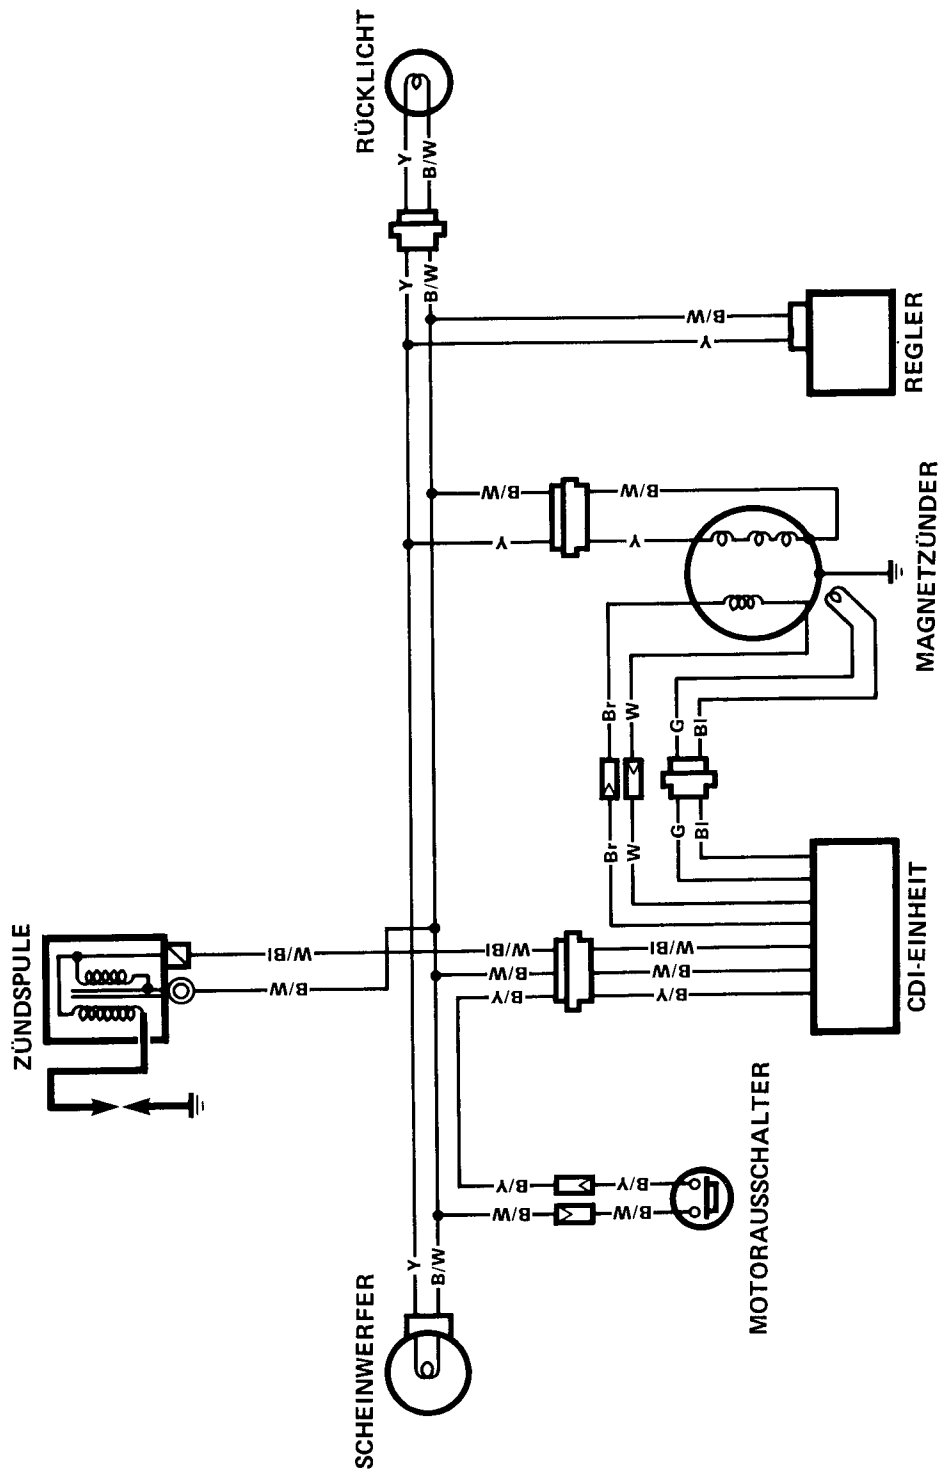 RÜCKLICHT
Y
B/W
Y
B/W
B/W
Y
REGLER
B/W
B/W
Y
Y
MAGNETZÜNDER
Br
W
G
Bl
Br
W
G
Bl
ZÜNDSPULE
W/Bl
W/Bl
W/Bl
B/W
B/W
B/W
B/Y
B/Y
CDI-EINHEIT
B/Y
B/Y
B/W
B/W
MOTORAUSSCHALTER
Y
B/W
SCHEINWERFER